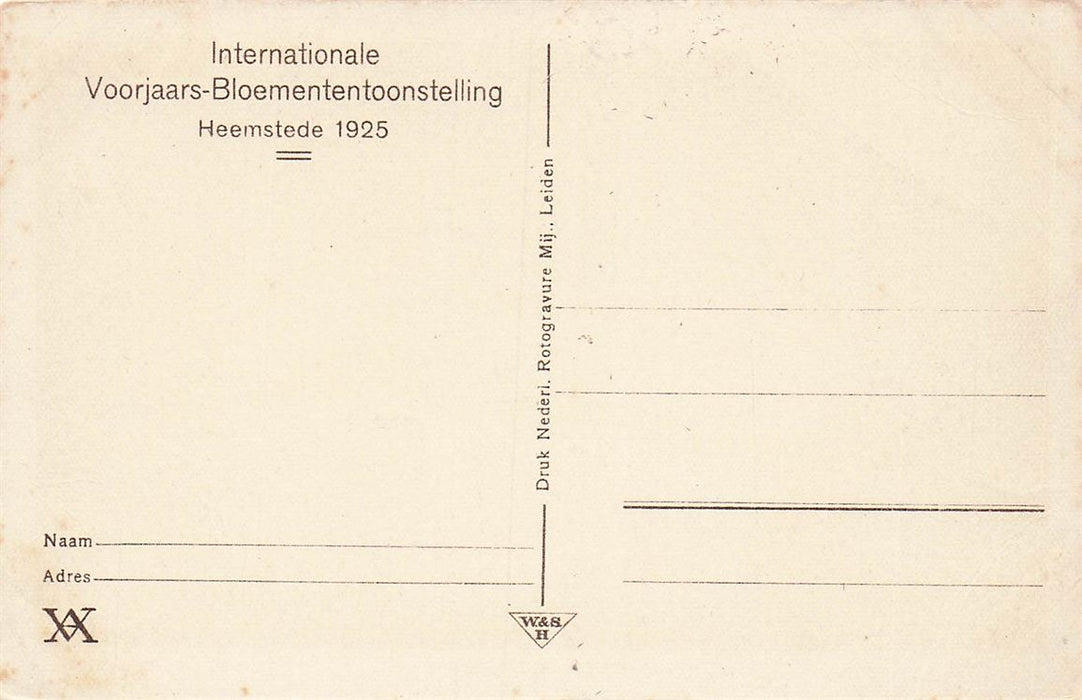 Internationale
Voorjaars-Bloemententoonstelling
Heemstede 1925
Druk Nederl. Rotogravure Mij., Leiden
Naam
Adres
W.&S.
H